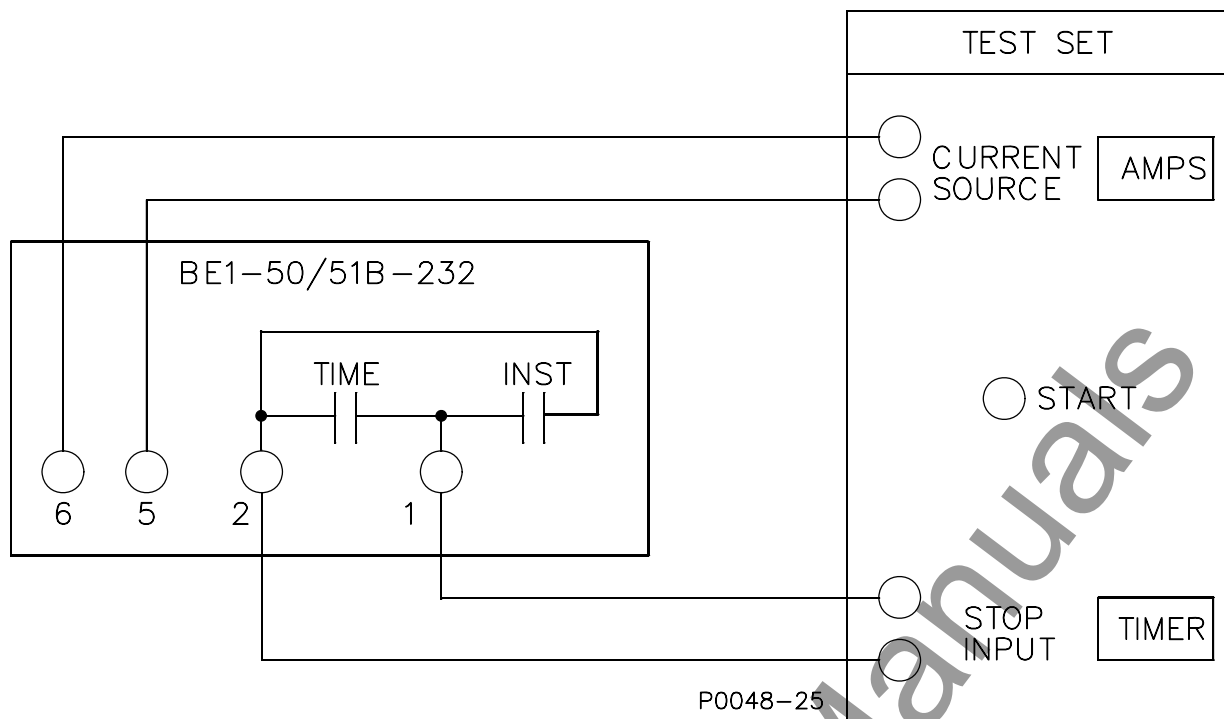 TEST SET
CURRENT
SOURCE
AMPS
BE1-50/51B-232
TIME
INST
START
6
5
2
1
STOP
INPUT
TIMER
P0048-25
Manuals